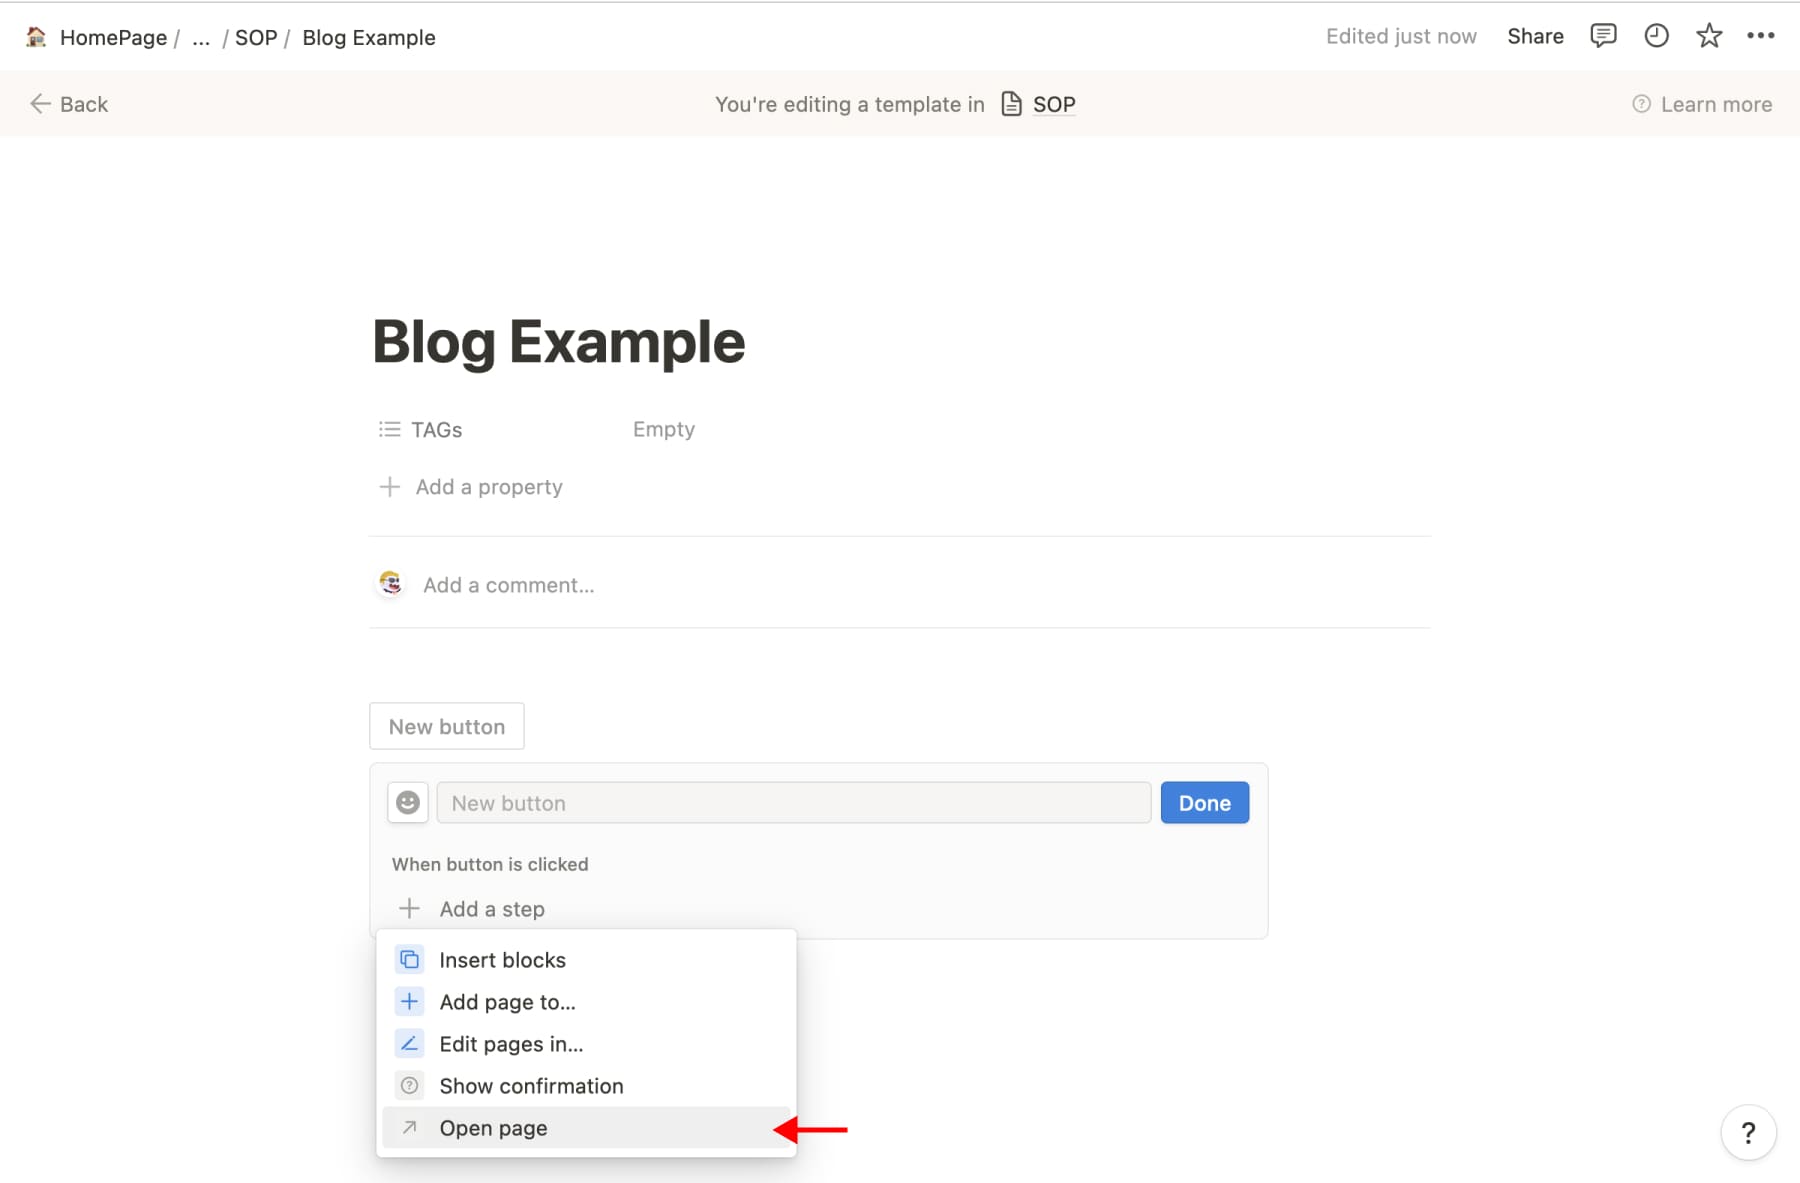 HomePage / ... / SOP / Blog Example
Edited just now Share
Back
You're editing a template in SOP
Learn more
Blog Example
TAGs Empty
Add a property
Add a comment...
New button
New button Done
When button is clicked
Add a step
Insert blocks
Add page to...
Edit pages in...
Show confirmation
Open page
?